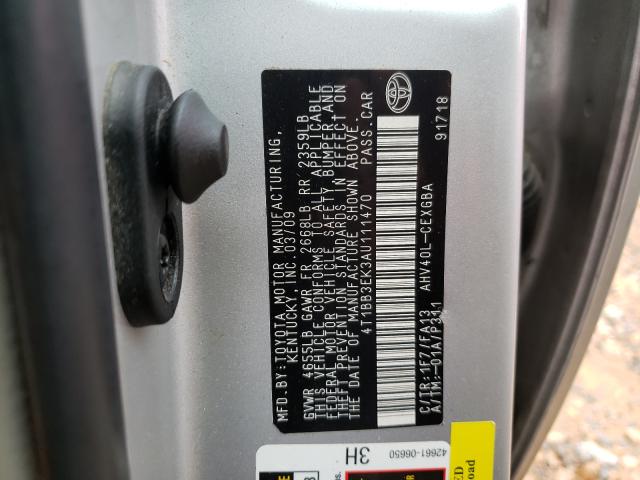 MFD.BY:TOYOTA MOTOR MANUFACTURING,
KENTUCKY, INC.03/09
GVWR 4655LB GAWR FR 2668LB RR 2359LB
THIS VEHICLE CONFORMS TO ALL APPLICABLE
FEDERAL MOTOR VEHICLE SAFETY, BUMPER,AND
THEFT PREVENTION STANDARDS IN EFFECT ON
THE DATE OF MANUFACTURE SHOWN ABOVE.
4T1BB3EK3AU111470 PASS.CAR
C/TR:1F7/FA13 AHV40L-CEXGBA
A/TM:-01A/P311
91718
3H
42661-06650